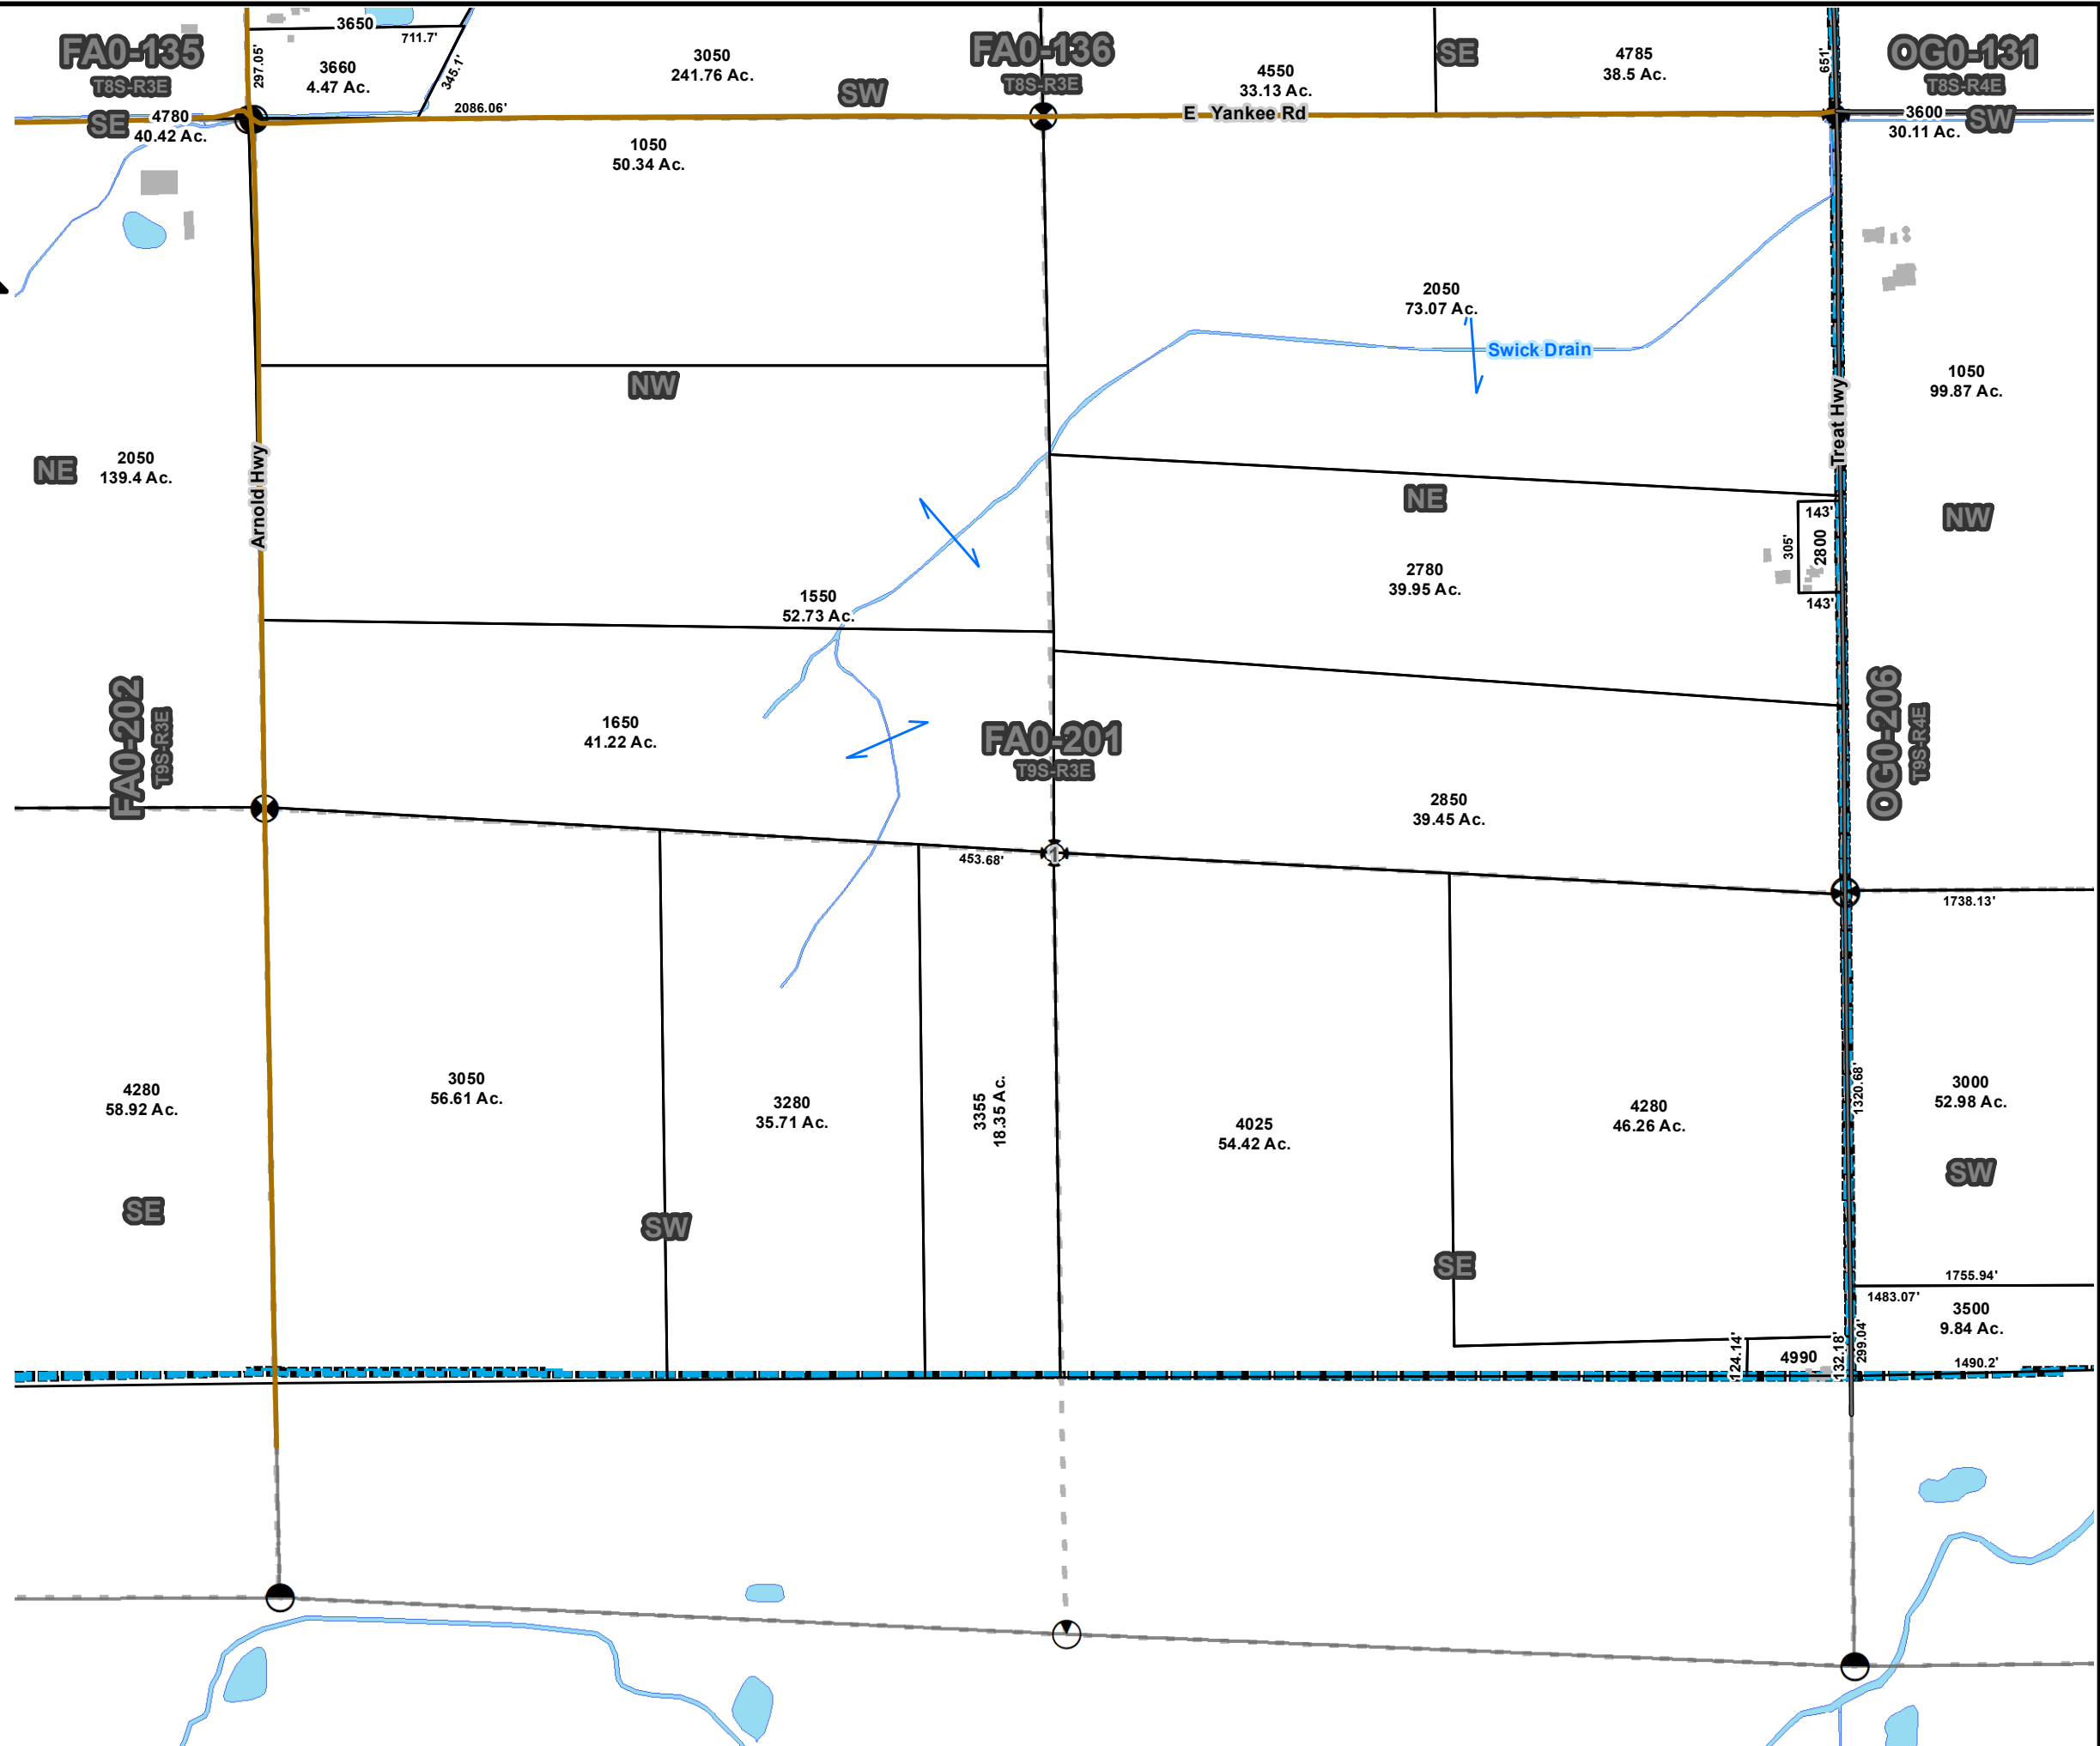 FA0-135
T8S-R3E
SE
4780
40.42 Ac.
3650
711.7'
297.05'
345.1'
3660
4.47 Ac.
2086.06'
3050
241.76 Ac.
SW
FA0-136
T8S-R3E
4550
33.13 Ac.
SE
4785
38.5 Ac.
651'
OG0-131
T8S-R4E
3600
30.11 Ac.
SW
E Yankee Rd
1050
50.34 Ac.
2050
73.07 Ac.
Swick Drain
Treat Hwy
1050
99.87 Ac.
NW
NE
2050
139.4 Ac.
Arnold Hwy
NE
143'
305'
2800
143'
NW
2780
39.95 Ac.
1550
52.73 Ac.
FA0-202
T9S-R3E
1650
41.22 Ac.
FA0-201
T9S-R3E
OG0-206
T9S-R4E
2850
39.45 Ac.
453.68'
1
1738.13'
4280
58.92 Ac.
3050
56.61 Ac.
3280
35.71 Ac.
3355
18.35 Ac.
4025
54.42 Ac.
4280
46.26 Ac.
1320.68'
3000
52.98 Ac.
SE
SW
SE
SW
1755.94'
1483.07'
3500
9.84 Ac.
124.14'
4990
132.18'
299.04'
1490.2'